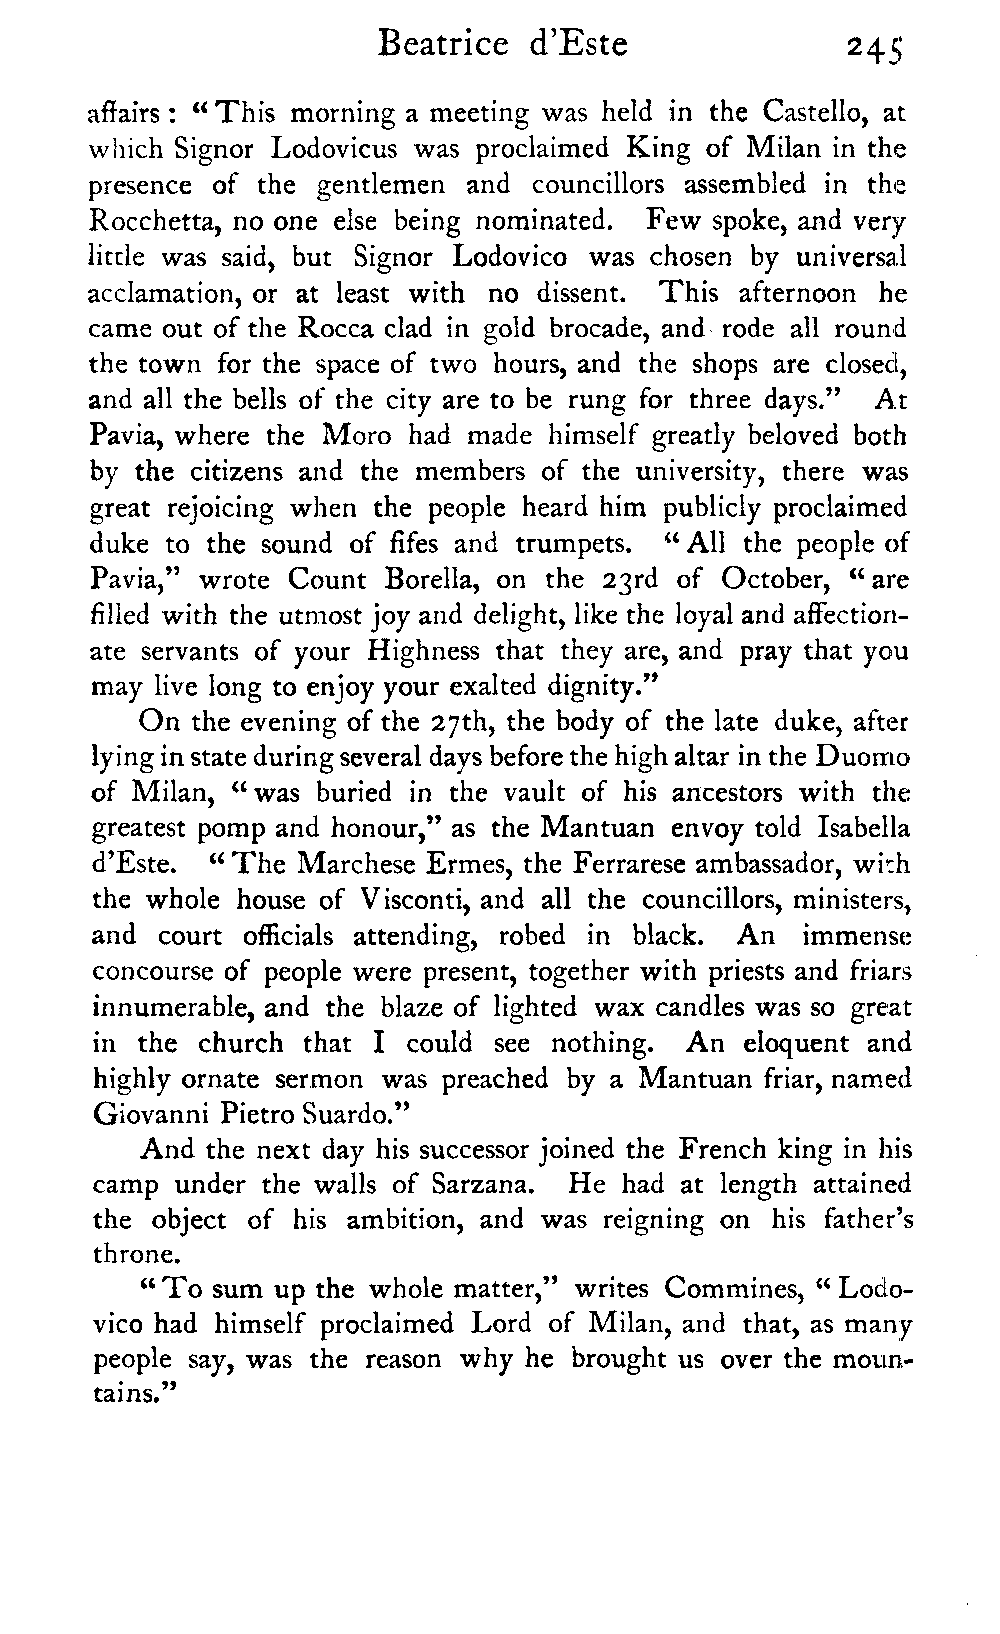 Beatrice d'Este 245
affairs : “ This morning a meeting was held in the Castello, at
which Signor Lodovicus was proclaimed King of Milan in the
presence of the gentlemen and councillors assembled in the
Rocchetta, no one else being nominated. Few spoke, and very
little was said, but Signor Lodovico was chosen by universal
acclamation, or at least with no dissent. This afternoon he
came out of the Rocca clad in gold brocade, and rode all round
the town for the space of two hours, and the shops are closed,
and all the bells of the city are to be rung for three days.” At
Pavia, where the Moro had made himself greatly beloved both
by the citizens and the members of the university, there was
great rejoicing when the people heard him publicly proclaimed
duke to the sound of fifes and trumpets. “ All the people of
Pavia,” wrote Count Borella, on the 23rd of October, “ are
filled with the utmost joy and delight, like the loyal and affection-
ate servants of your Highness that they are, and pray that you
may live long to enjoy your exalted dignity.”
On the evening of the 27th, the body of the late duke, after
lying in state during several days before the high altar in the Duomo
of Milan, “ was buried in the vault of his ancestors with the
greatest pomp and honour,” as the Mantuan envoy told Isabella
d'Este. “ The Marchese Ermes, the Ferrarese ambassador, with
the whole house of Visconti, and all the councillors, ministers,
and court officials attending, robed in black. An immense
concourse of people were present, together with priests and friars
innumerable, and the blaze of lighted wax candles was so great
in the church that I could see nothing. An eloquent and
highly ornate sermon was preached by a Mantuan friar, named
Giovanni Pietro Suardo.”
And the next day his successor joined the French king in his
camp under the walls of Sarzana. He had at length attained
the object of his ambition, and was reigning on his father's
throne.
“ To sum up the whole matter,” writes Commines, “ Lodo-
vico had himself proclaimed Lord of Milan, and that, as many
people say, was the reason why he brought us over the moun-
tains.”